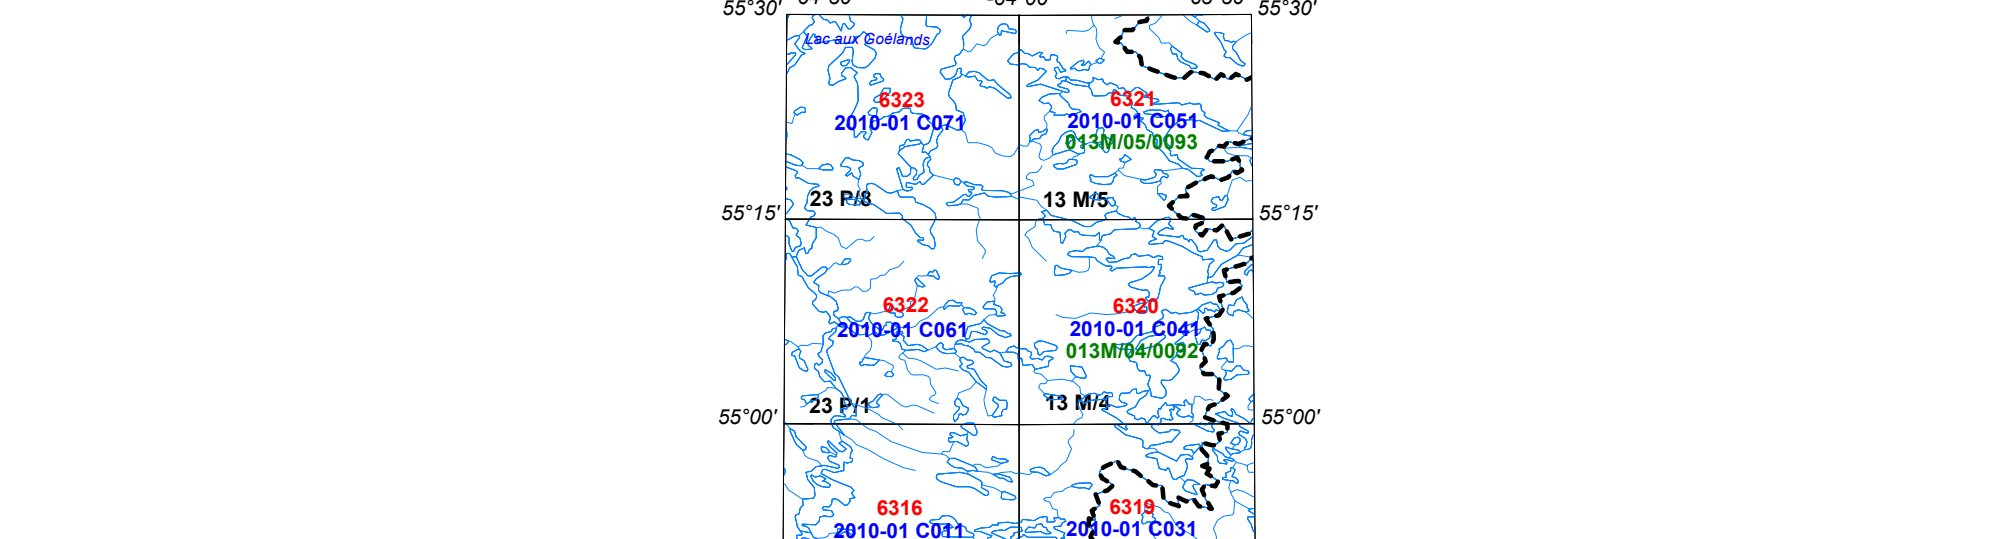 55°30'
55°30'
Lac aux Goélands
6323
2010-01 C071
6321
2010-01 C051
013M/05/0093
23 P/8
13 M/5
55°15'
55°15'
6322
2010-01 C061
6320
2010-01 C041
013M/04/0092
23 P/1
13 M/4
55°00'
55°00'
6316
2010-01 C011
6319
2010-01 C031